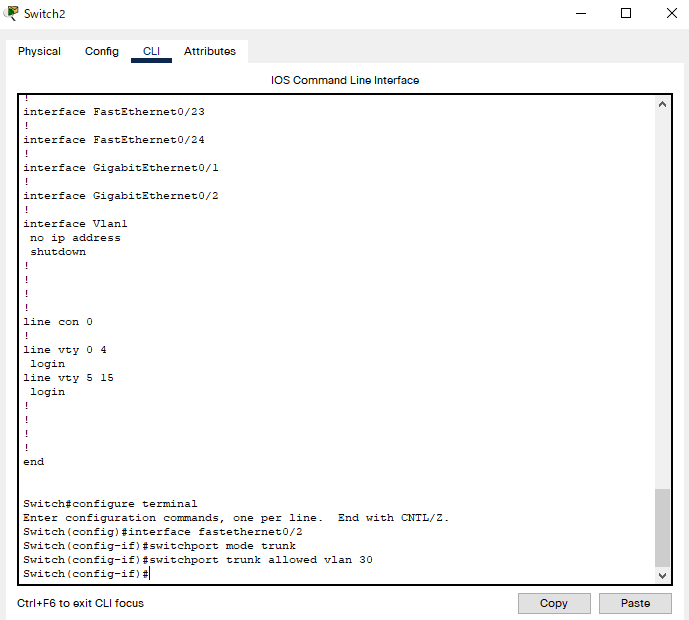 Switch2
Physical Config CLI Attributes
IOS Command Line Interface
!
interface FastEthernet0/23
!
interface FastEthernet0/24
!
interface GigabitEthernet0/1
!
interface GigabitEthernet0/2
!
interface Vlan1
 no ip address
 shutdown
!
!
!
!
line con 0
!
line vty 0 4
 login
line vty 5 15
 login
!
!
!
!
end
Switch#configure terminal
Enter configuration commands, one per line.  End with CNTL/Z.
Switch(config)#interface fastethernet0/2
Switch(config-if)#switchport mode trunk
Switch(config-if)#switchport trunk allowed vlan 30
Switch(config-if)#
Ctrl+F6 to exit CLI focus
Copy Paste